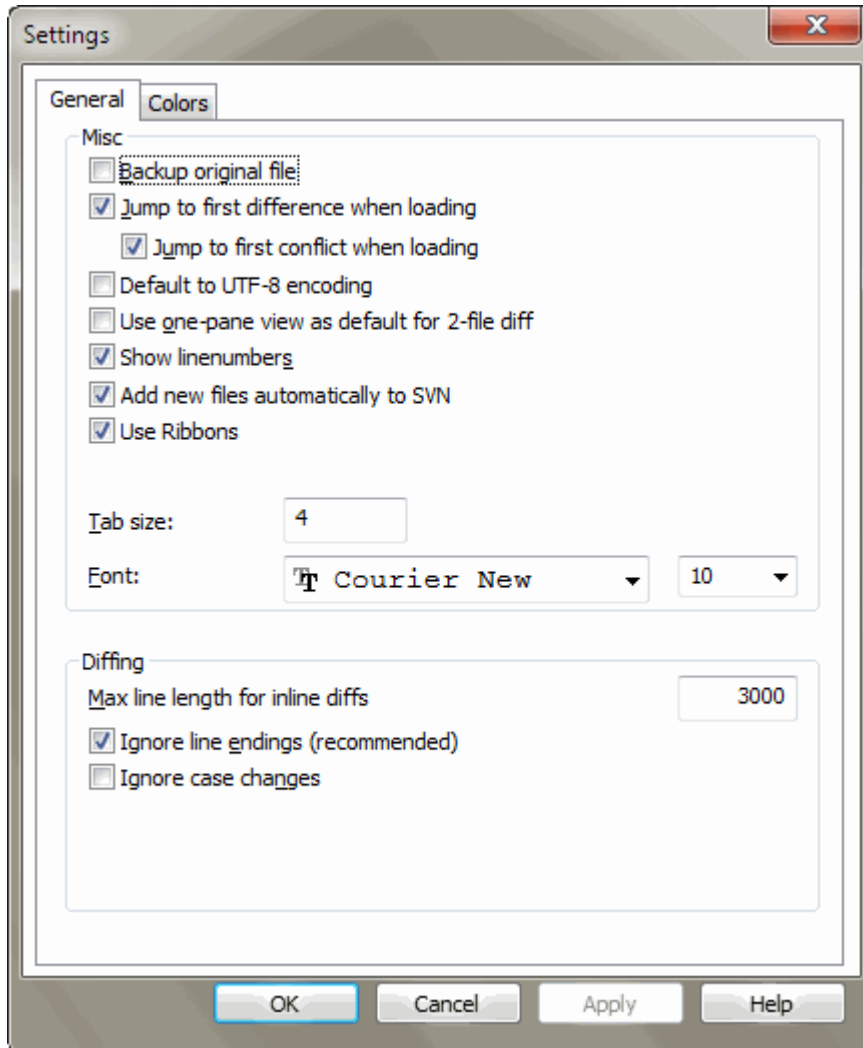 Settings
General Colors
Misc
Backup original file
Jump to first difference when loading
Jump to first conflict when loading
Default to UTF-8 encoding
Use one-pane view as default for 2-file diff
Show linenumbers
Add new files automatically to SVN
Use Ribbons
Tab size: 4
Font: Courier New 10
Diffing
Max line length for inline diffs 3000
Ignore line endings (recommended)
Ignore case changes
OK Cancel Apply Help